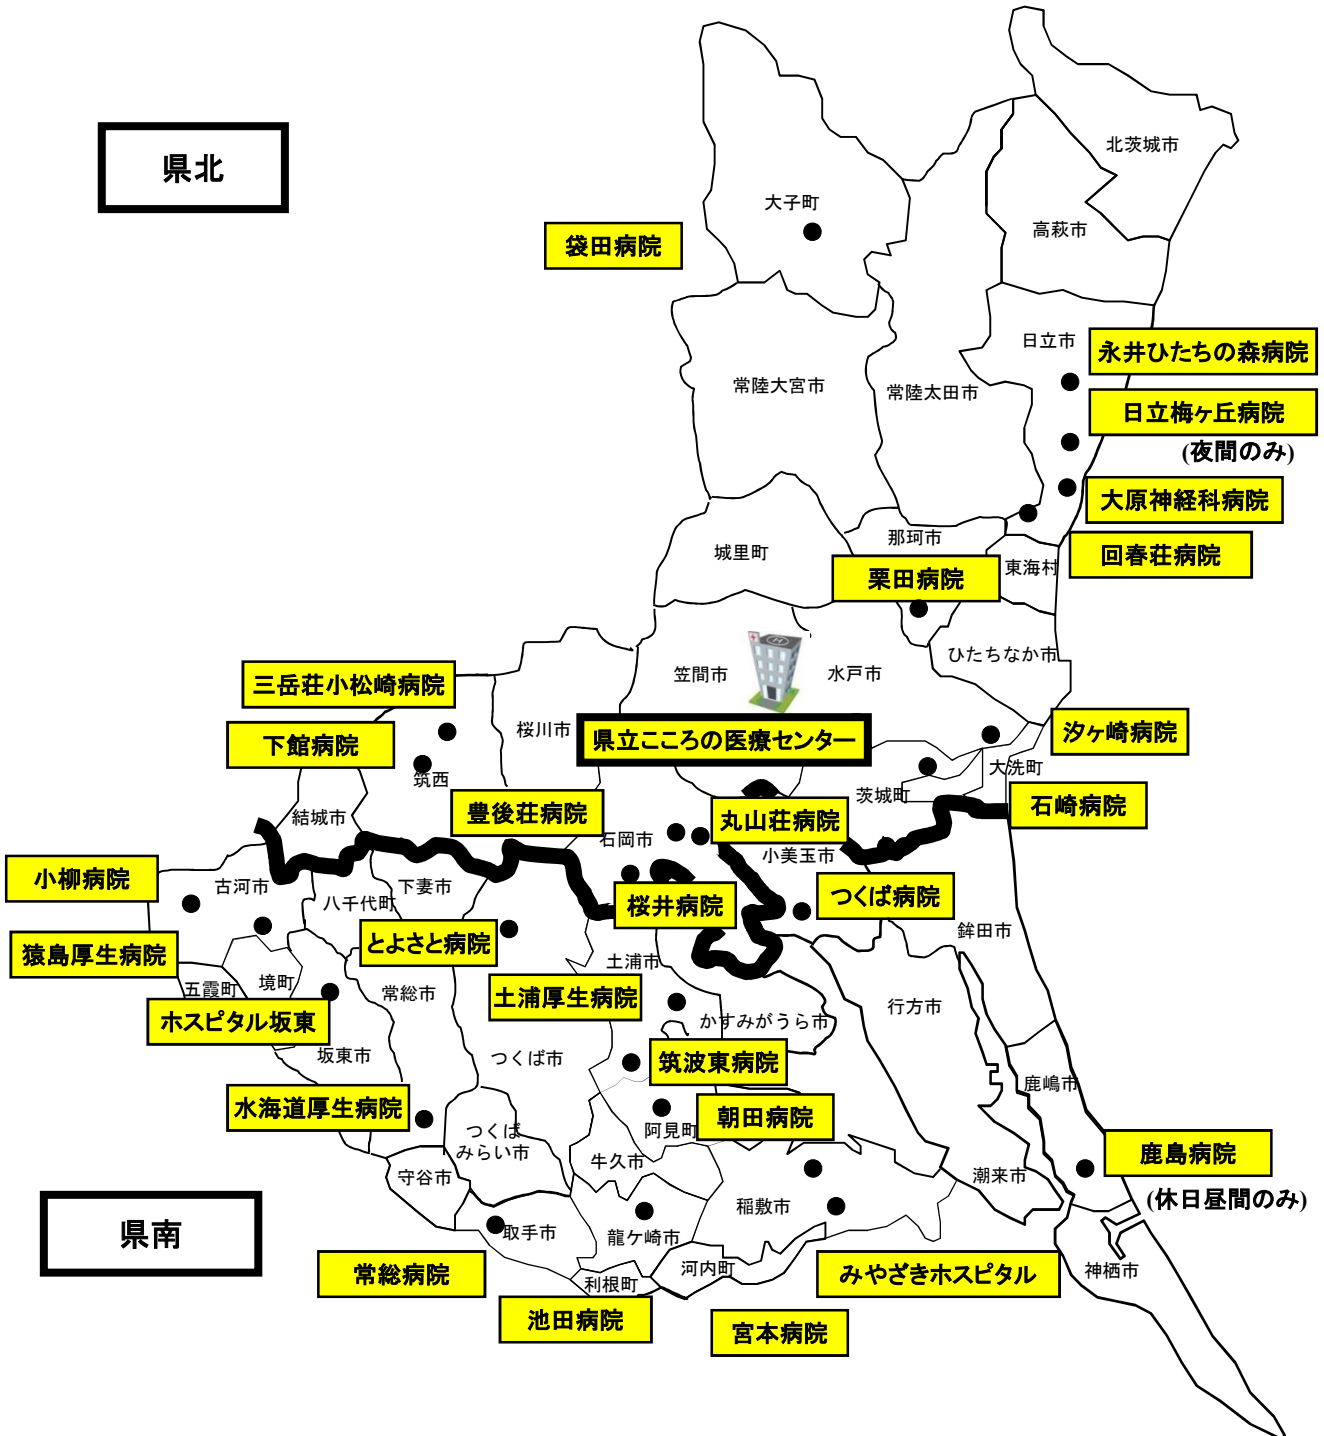 北茨城市
県北
大子町
高萩市
袋田病院
日立市
永井ひたちの森病院
常陸大宮市
常陸太田市
日立梅ヶ丘病院
(夜間のみ)
大原神経科病院
那珂市
城里町
回春荘病院
東海村
栗田病院
ひたちなか市
笠間市
水戸市
三岳荘小松崎病院
桜川市
汐ヶ崎病院
下館病院
県立こころの医療センター
大洗町
筑西
茨城町
石崎病院
豊後荘病院
丸山荘病院
結城市
石岡市
小美玉市
小柳病院
古河市
下妻市
八千代町
つくば病院
桜井病院
鉾田市
とよさと病院
猿島厚生病院
土浦市
境町
五霞町
常総市
土浦厚生病院
行方市
ホスピタル坂東
かすみがうら市
坂東市
つくば市
筑波東病院
鹿嶋市
水海道厚生病院
朝田病院
つくば
みらい市
阿見町
牛久市
鹿島病院
守谷市
潮来市
(休日昼間のみ)
稲敷市
県南
取手市
龍ケ崎市
常総病院
河内町
みやざきホスピタル
神栖市
利根町
池田病院
宮本病院